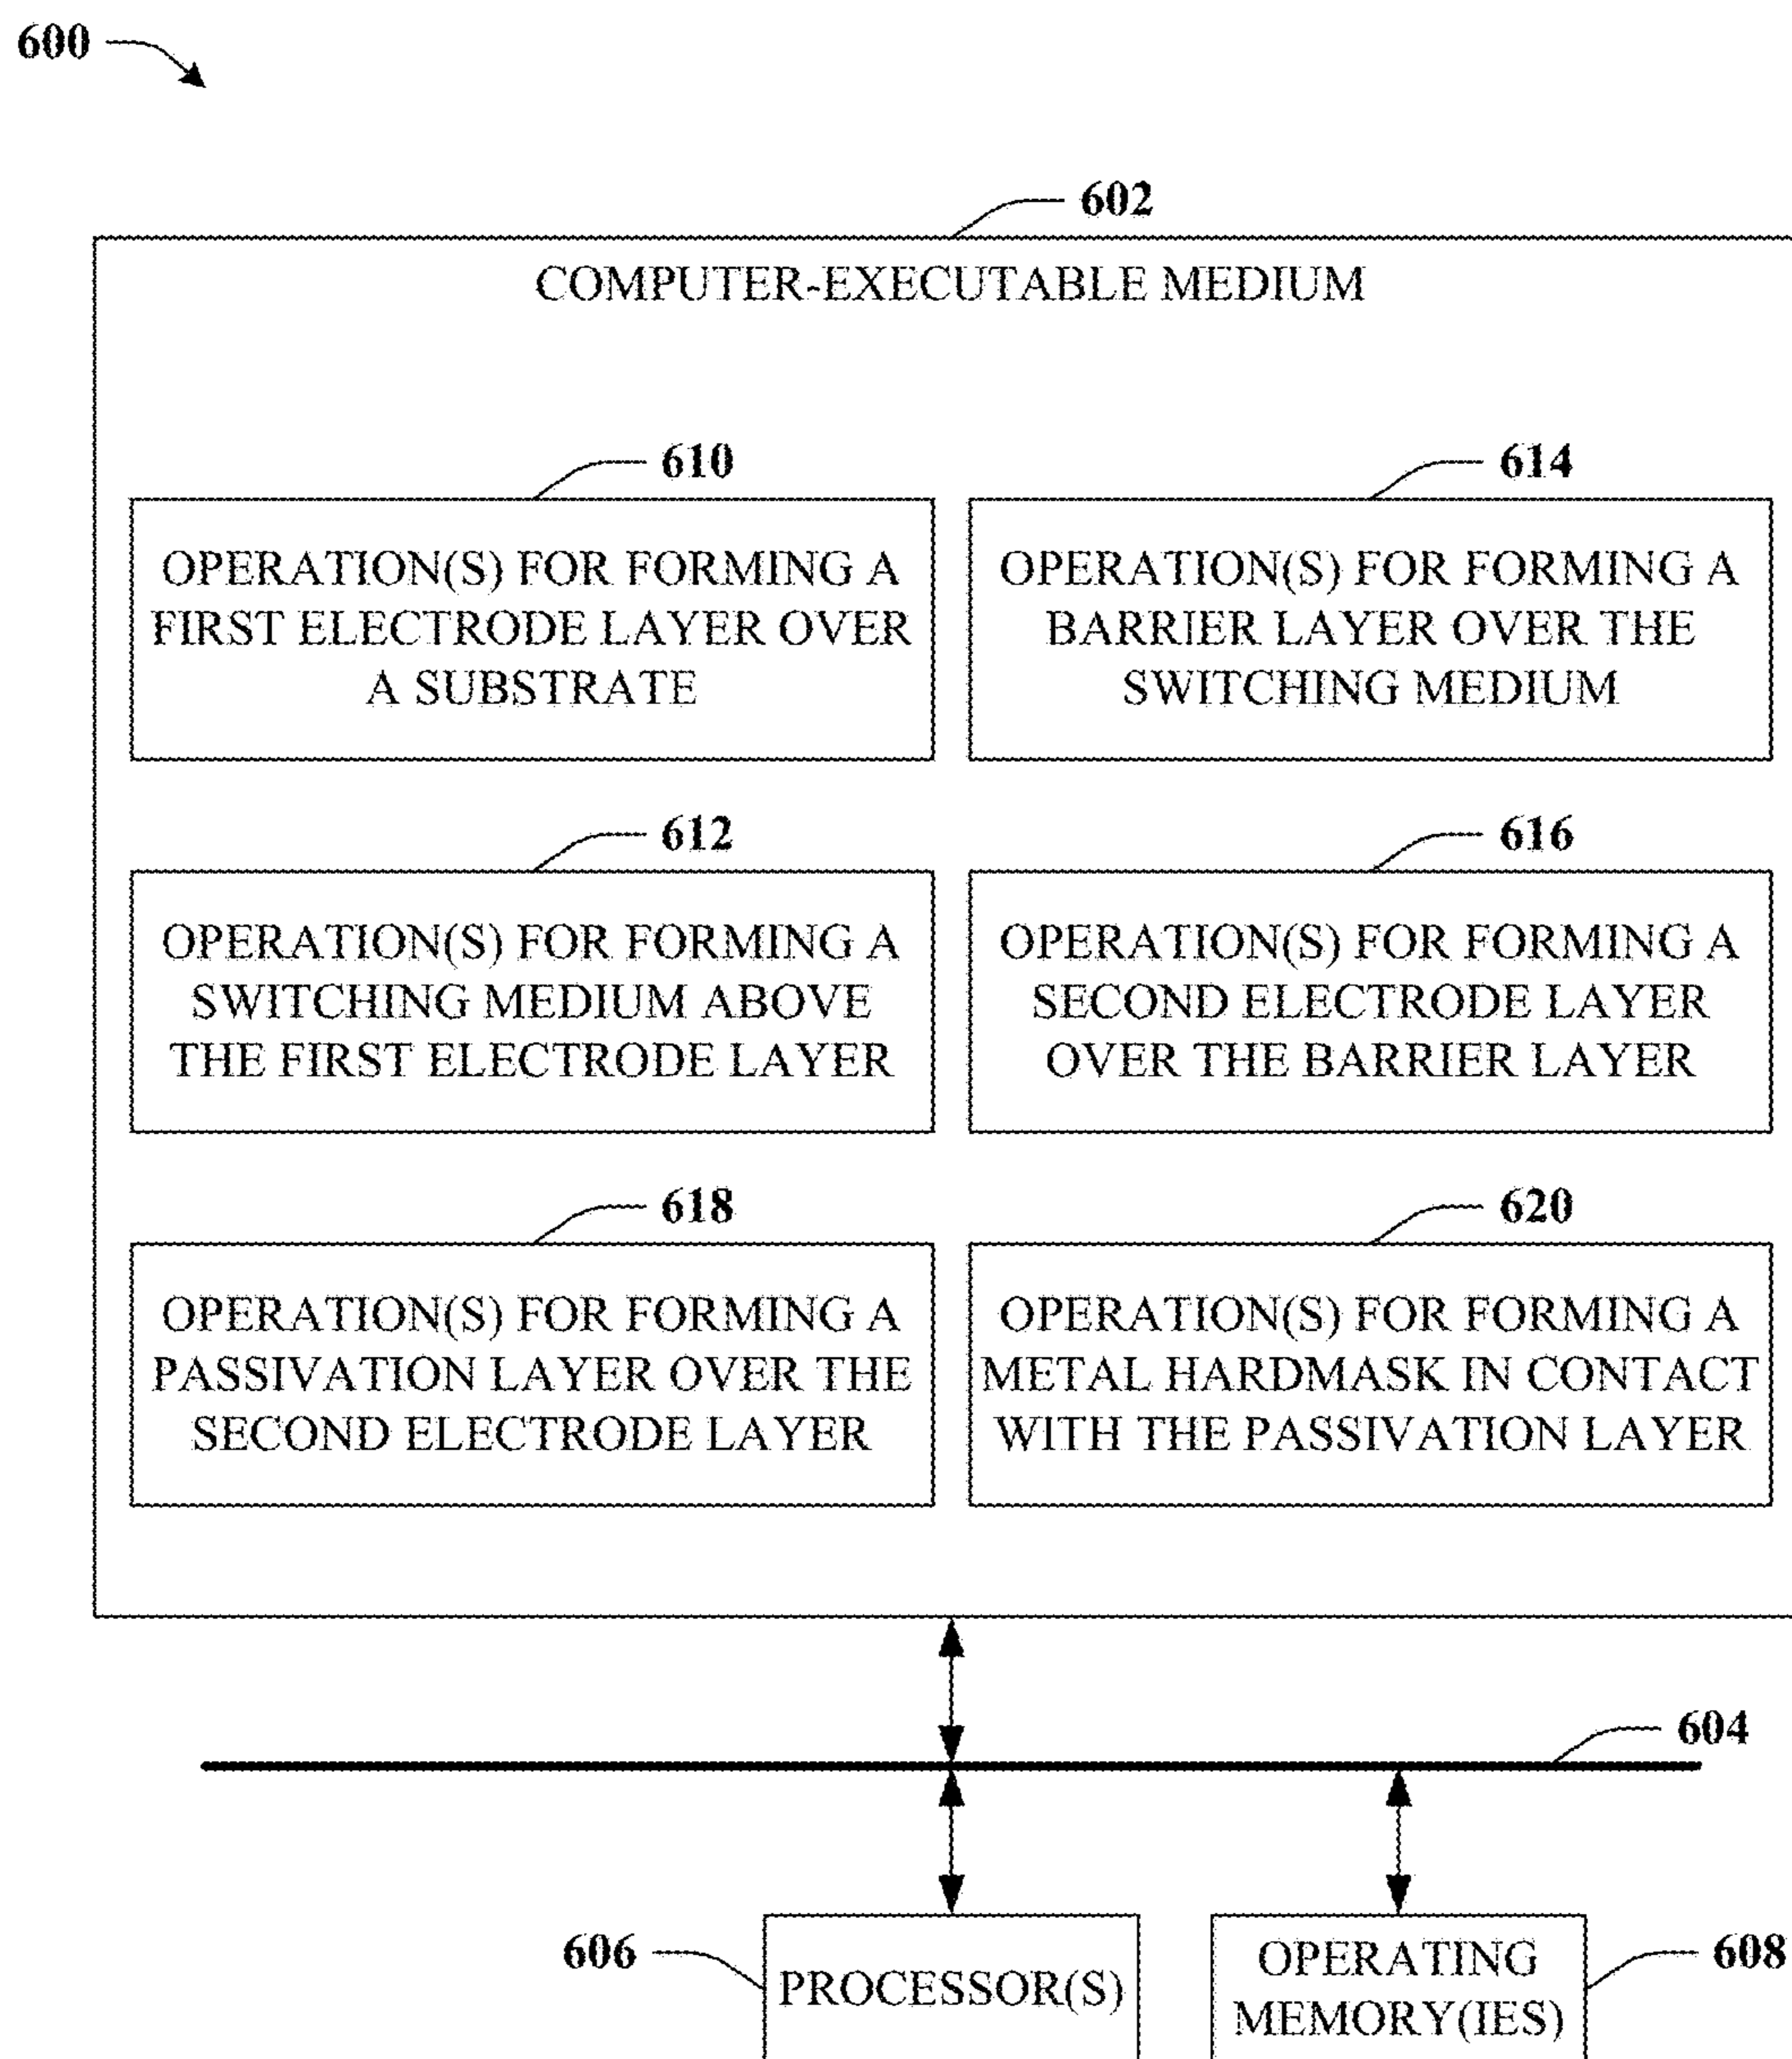 600
602
COMPUTER-EXECUTABLE MEDIUM
610
OPERATION(S) FOR FORMING A
FIRST ELECTRODE LAYER OVER
A SUBSTRATE
614
OPERATION(S) FOR FORMING A
BARRIER LAYER OVER THE
SWITCHING MEDIUM
612
OPERATION(S) FOR FORMING A
SWITCHING MEDIUM ABOVE
THE FIRST ELECTRODE LAYER
616
OPERATION(S) FOR FORMING A
SECOND ELECTRODE LAYER
OVER THE BARRIER LAYER
618
OPERATION(S) FOR FORMING A
PASSIVATION LAYER OVER THE
SECOND ELECTRODE LAYER
620
OPERATION(S) FOR FORMING A
METAL HARDMASK IN CONTACT
WITH THE PASSIVATION LAYER
604
606
PROCESSOR(S)
OPERATING
MEMORY(IES)
608